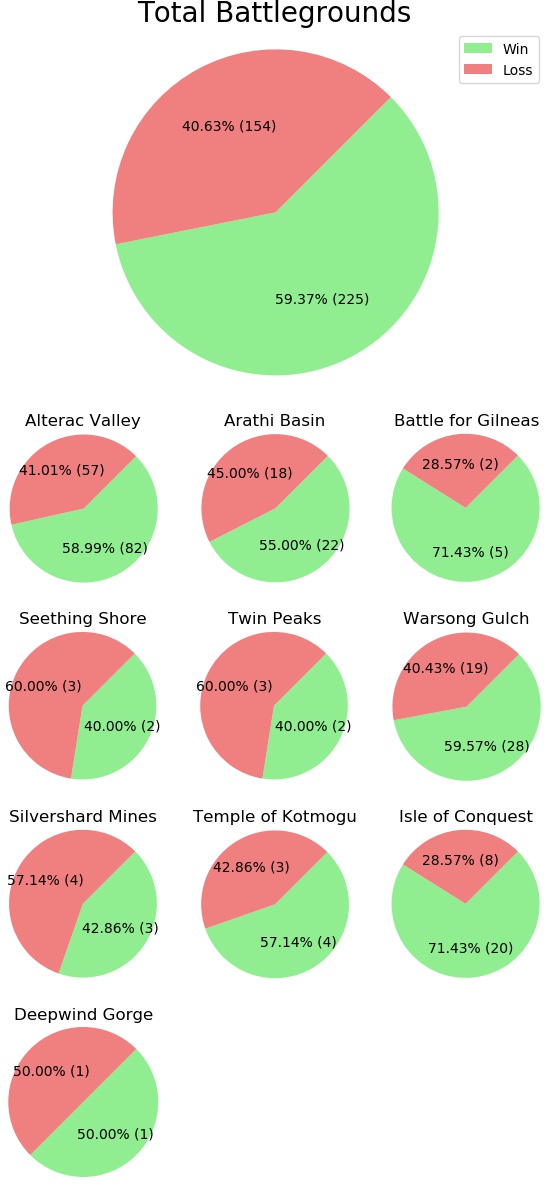 Total Battlegrounds
Win
Loss
40.63% (154)
59.37% (225)
Alterac Valley
41.01% (57)
58.99% (82)
Arathi Basin
45.00% (18)
55.00% (22)
Battle for Gilneas
28.57% (2)
71.43% (5)
Seething Shore
60.00% (3)
40.00% (2)
Twin Peaks
60.00% (3)
40.00% (2)
Warsong Gulch
40.43% (19)
59.57% (28)
Silvershard Mines
57.14% (4)
42.86% (3)
Temple of Kotmogu
42.86% (3)
57.14% (4)
Isle of Conquest
28.57% (8)
71.43% (20)
Deepwind Gorge
50.00% (1)
50.00% (1)